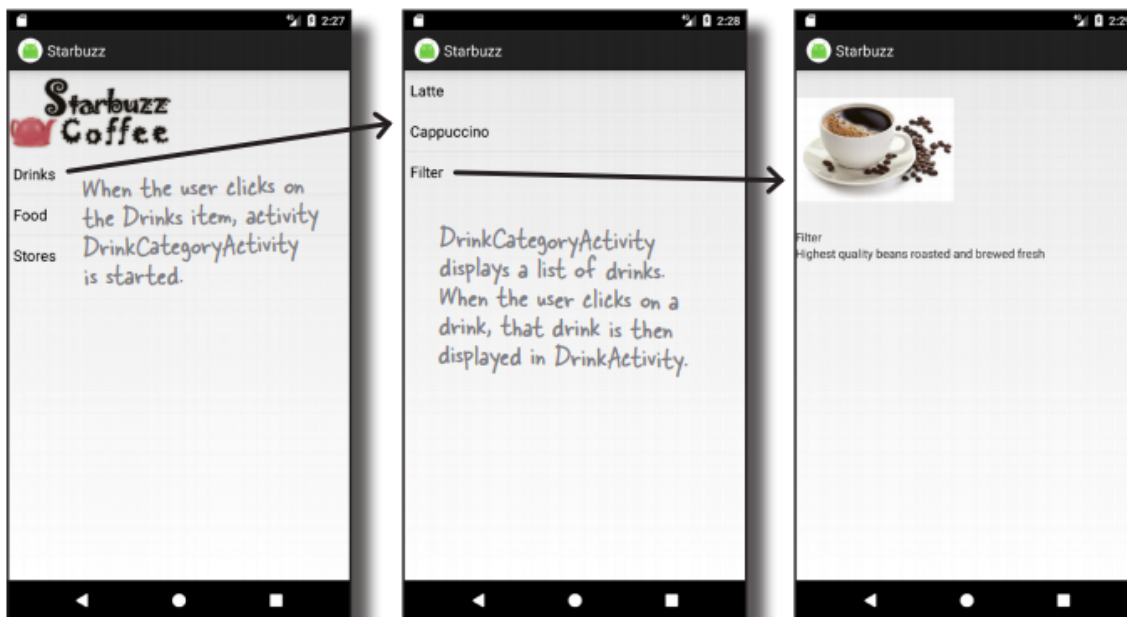 2:27
Starbuzz
Starbuzz
Coffee
Drinks
Food
Stores
When the user clicks on
the Drinks item, activity
DrinkCategoryActivity
is started.
2:28
Starbuzz
Latte
Cappuccino
Filter
DrinkCategoryActivity
displays a list of drinks.
When the user clicks on a
drink, that drink is then
displayed in DrinkActivity.
Starbuzz
Filter
Highest quality beans roasted and brewed fresh